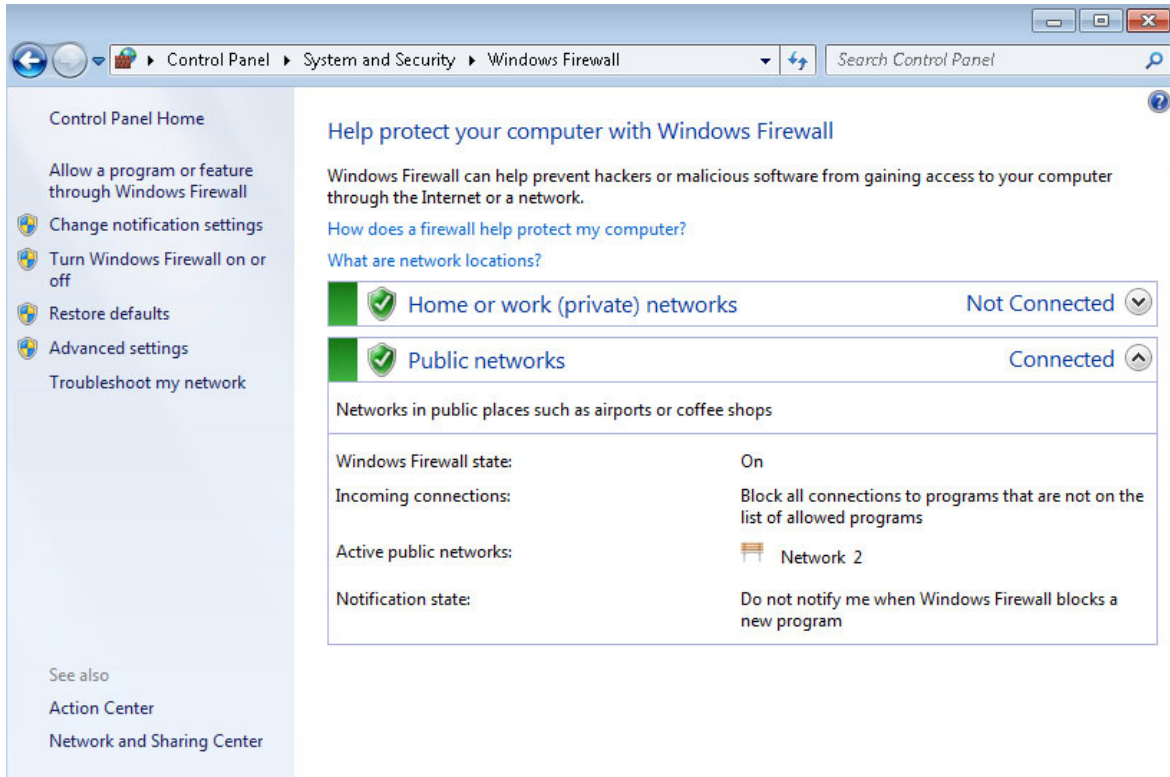 Control Panel System and Security Windows Firewall Search Control Panel
Control Panel Home
Allow a program or feature
through Windows Firewall
Change notification settings
Turn Windows Firewall on or
off
Restore defaults
Advanced settings
Troubleshoot my network
See also
Action Center
Network and Sharing Center
Help protect your computer with Windows Firewall
Windows Firewall can help prevent hackers or malicious software from gaining access to your computer
through the Internet or a network.
How does a firewall help protect my computer?
What are network locations?
Home or work (private) networks Not Connected
Public networks Connected
Networks in public places such as airports or coffee shops
Windows Firewall state: On
Incoming connections: Block all connections to programs that are not on the
list of allowed programs
Active public networks: Network 2
Notification state: Do not notify me when Windows Firewall blocks a
new program